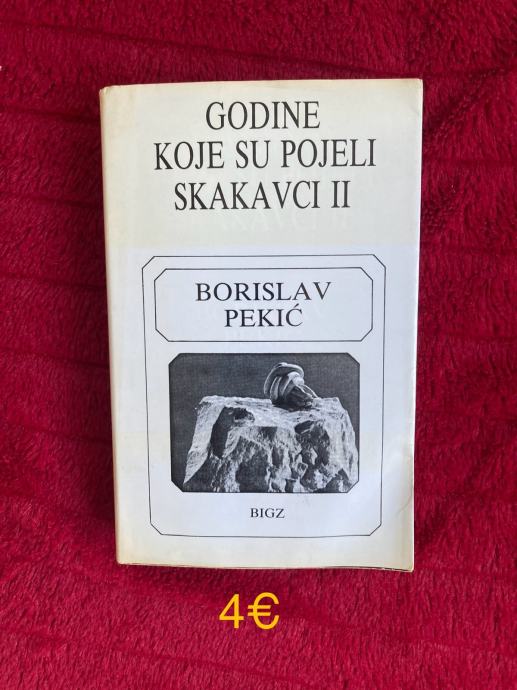 GODINE
KOJE SU POJELI
SKAKAVCI II
BORISLAV
PEKIĆ
BIGZ
4€